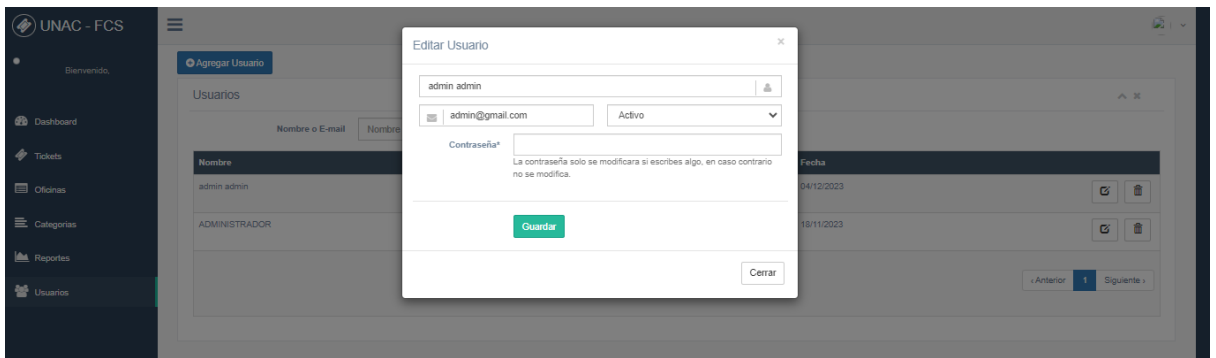 UNAC - FCS
Bienvenido,
Dashboard
Tickets
Oficinas
Categorias
Reportes
Usuarios
Agregar Usuario
Usuarios
Nombre o E-mail
Nombre
Nombre
Fecha
admin admin
04/12/2023
ADMINISTRADOR
18/11/2023
‹ Anterior 1 Siguiente ›
Editar Usuario ×
admin admin
admin@gmail.com Activo
Contraseña*
La contraseña solo se modificara si escribes algo, en caso contrario
no se modifica.
Guardar
Cerrar